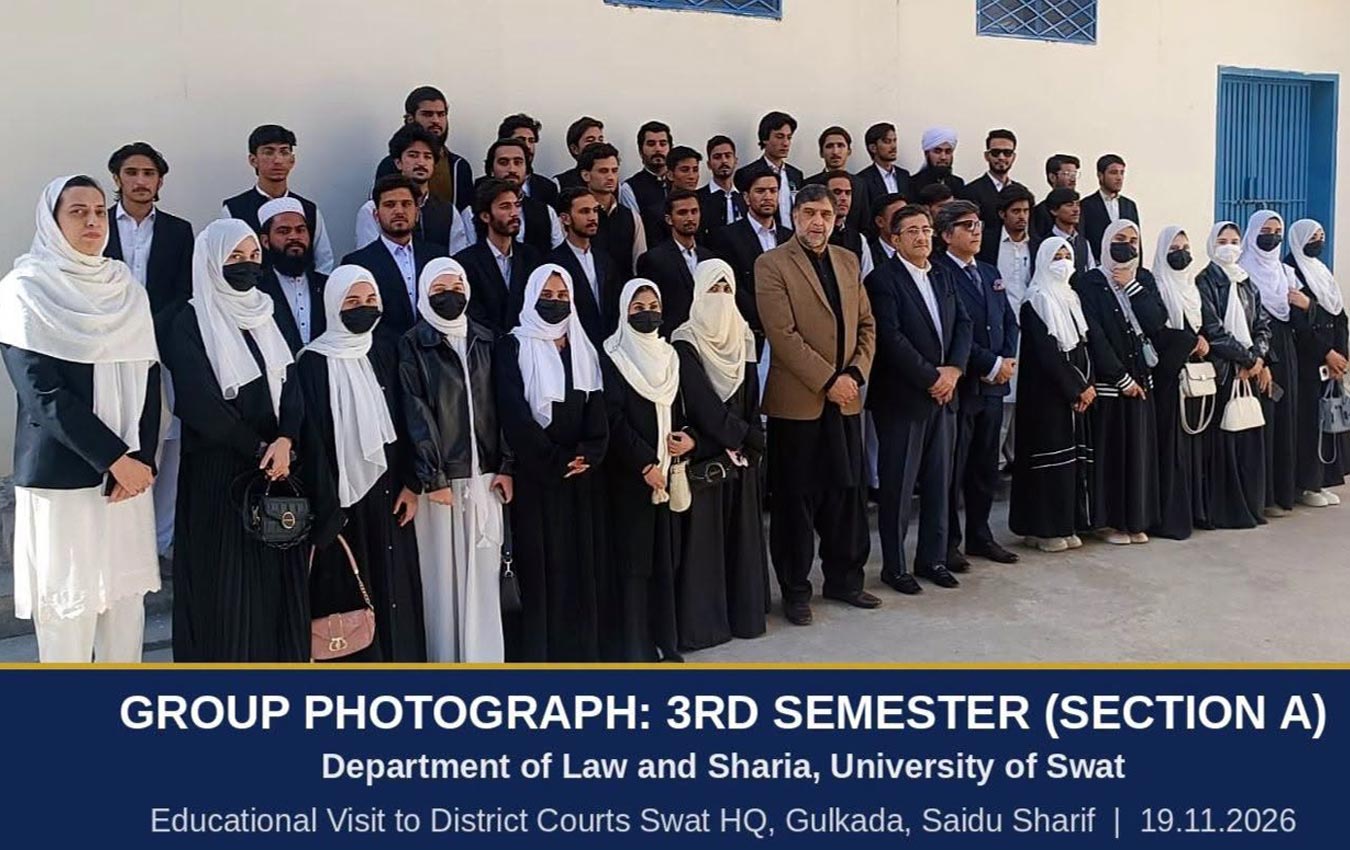 GROUP PHOTOGRAPH: 3RD SEMESTER (SECTION A)
Department of Law and Sharia, University of Swat
Educational Visit to District Courts Swat HQ, Gulkada, Saidu Sharif | 19.11.2026